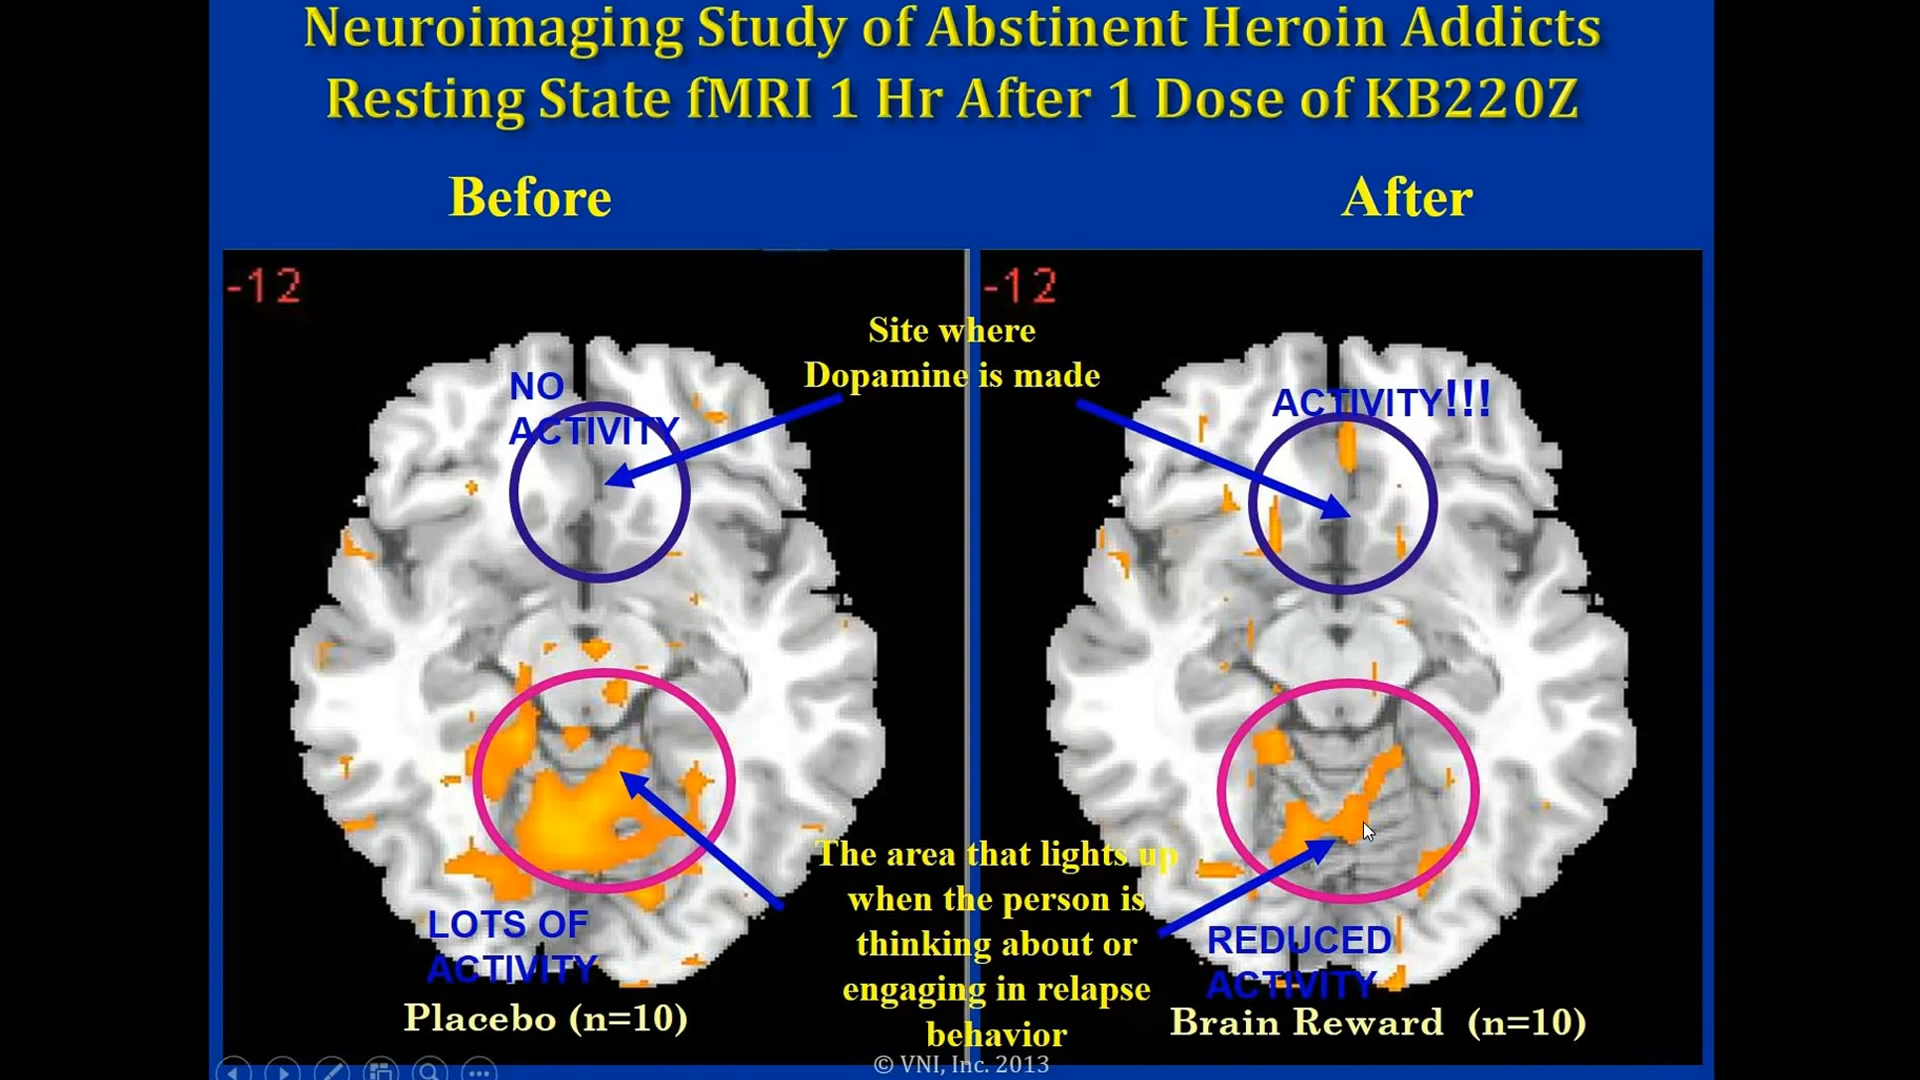 Neuroimaging Study of Abstinent Heroin Addicts
Resting State fMRI 1 Hr After 1 Dose of KB220Z
Before
After
-12
-12
Site where
Dopamine is made
NO
ACTIVITY
ACTIVITY!!!
The area that lights up
when the person is
thinking about or
engaging in relapse
behavior
LOTS OF
ACTIVITY
REDUCED
ACTIVITY
Placebo (n=10)
Brain Reward (n=10)
© VNI, Inc. 2013